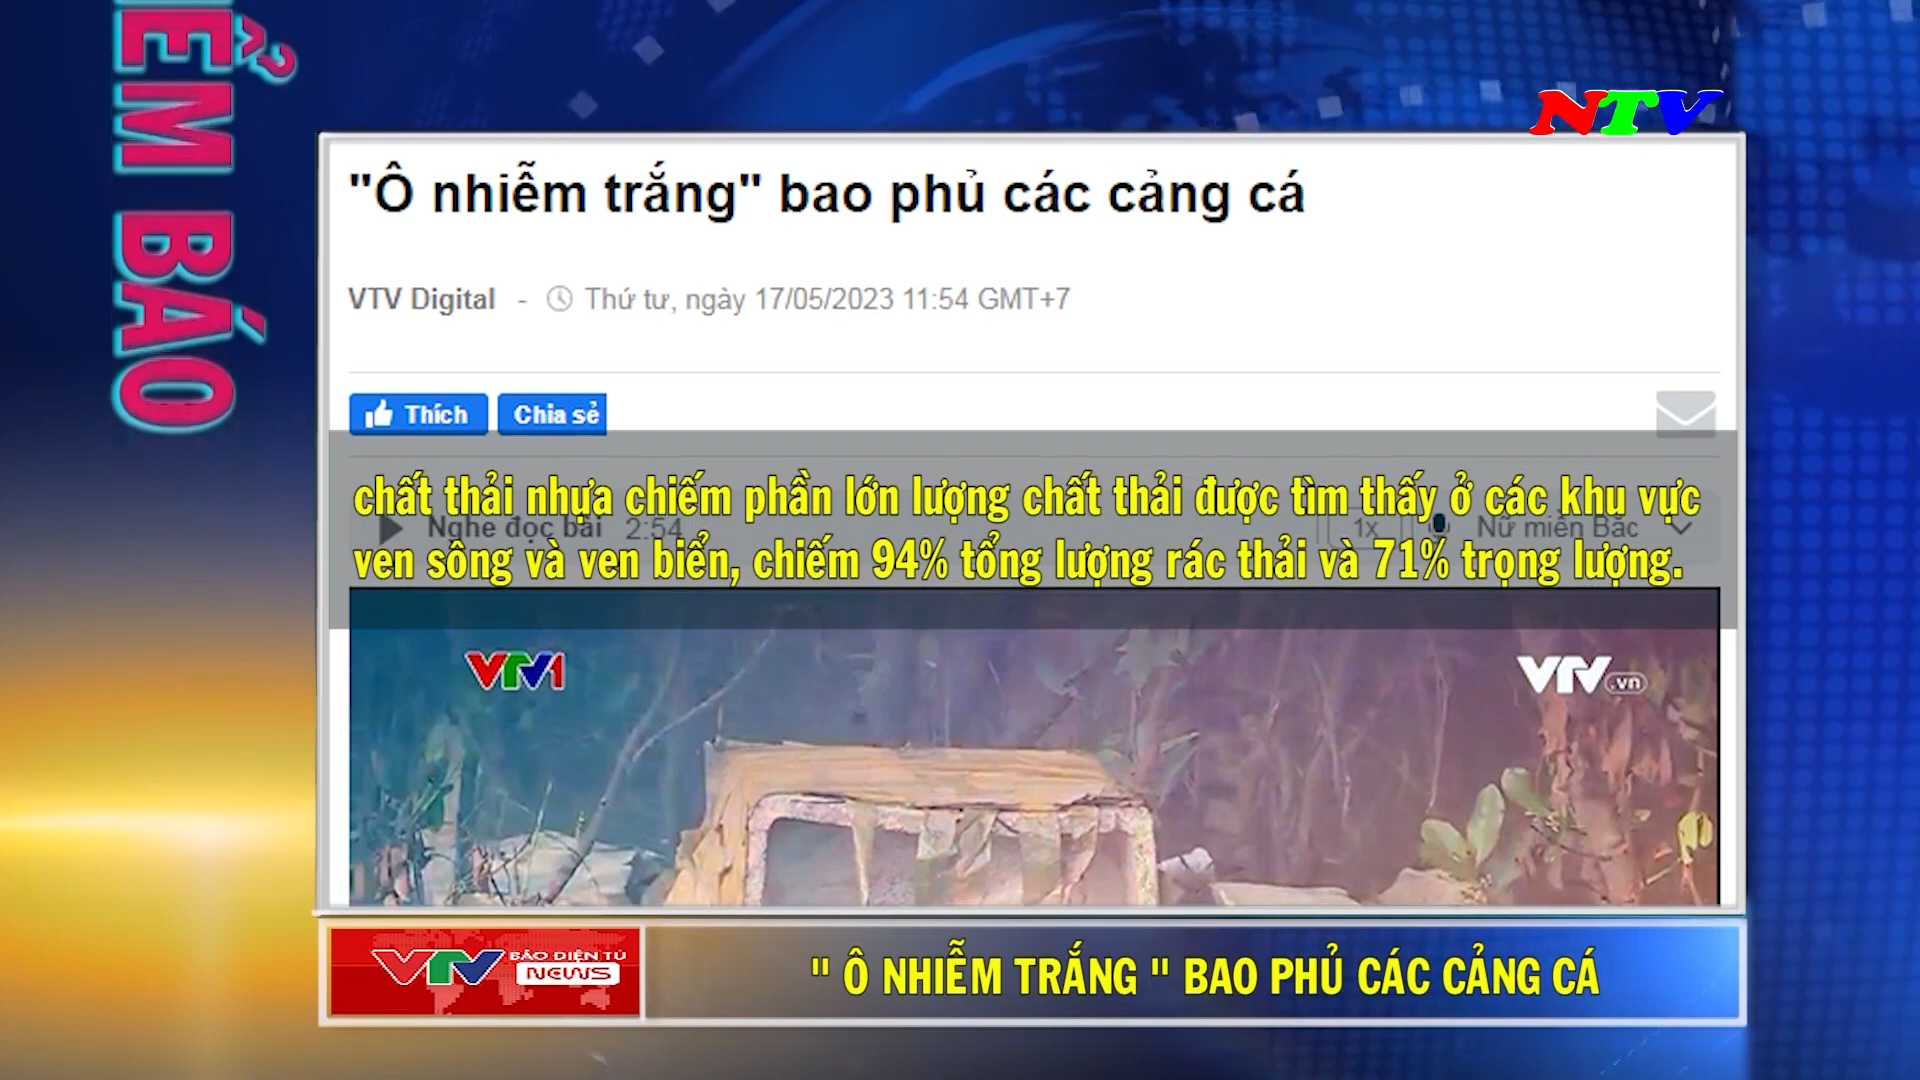 ỂM BÁO
NTV
"Ô nhiễm trắng" bao phủ các cảng cá
VTV Digital - Thứ tư, ngày 17/05/2023 11:54 GMT+7
Thích Chia sẻ
chất thải nhựa chiếm phần lớn lượng chất thải được tìm thấy ở các khu vực
Nghe đọc bài 2:54 1x Nữ miền Bắc
ven sông và ven biển, chiếm 94% tổng lượng rác thải và 71% trọng lượng.
VTV1 VTV.vn
VTV BÁO ĐIỆN TỬ
NEWS
" Ô NHIỄM TRẮNG " BAO PHỦ CÁC CẢNG CÁ